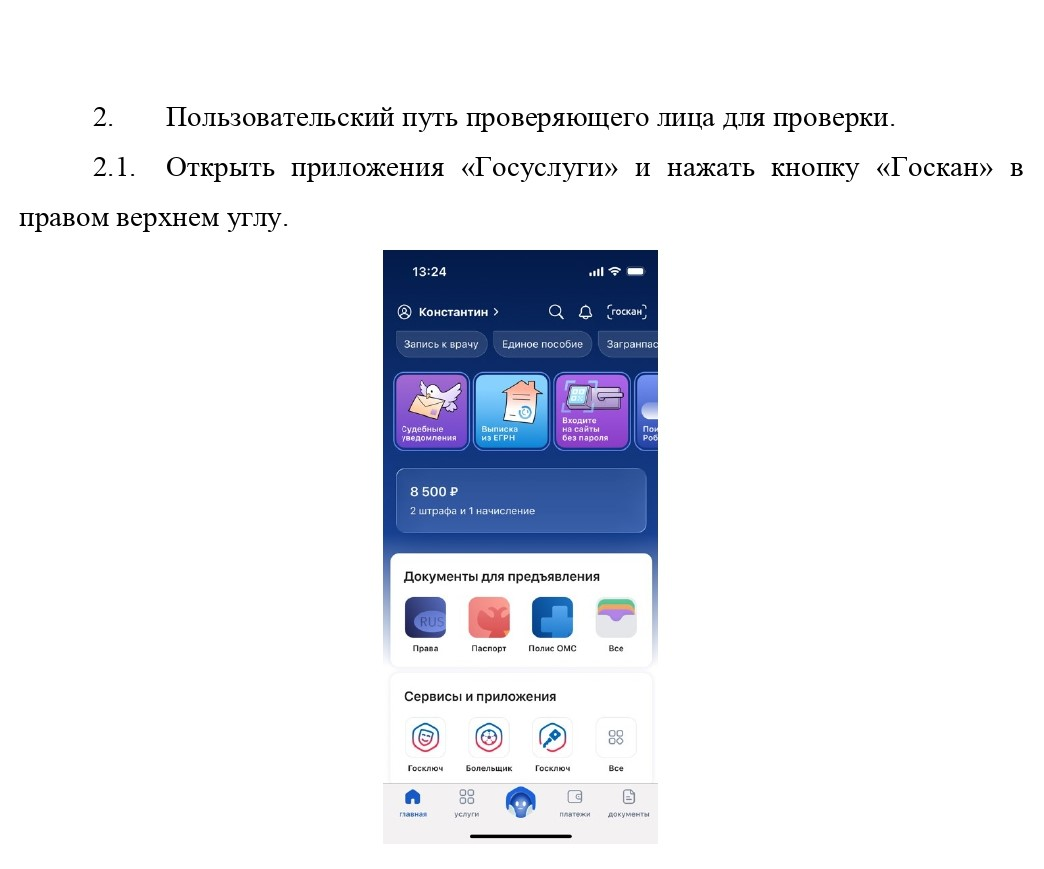 2. Пользовательский путь проверяющего лица для проверки.
2.1. Открыть приложения «Госуслуги» и нажать кнопку «Госкан» в
правом верхнем углу.
13:24
Константин
госкан
Запись к врачу Единое пособие Загранпас
Судебные
уведомления
Выписка
из ЕГРН
Входите
на сайты
без пароля
Пои
Роб
8 500 ₽
2 штрафа и 1 начисление
Документы для предъявления
RUS
Права Паспорт Полис ОМС Все
Сервисы и приложения
Госключ Болельщик Госключ Все
главная услуги платежи документы